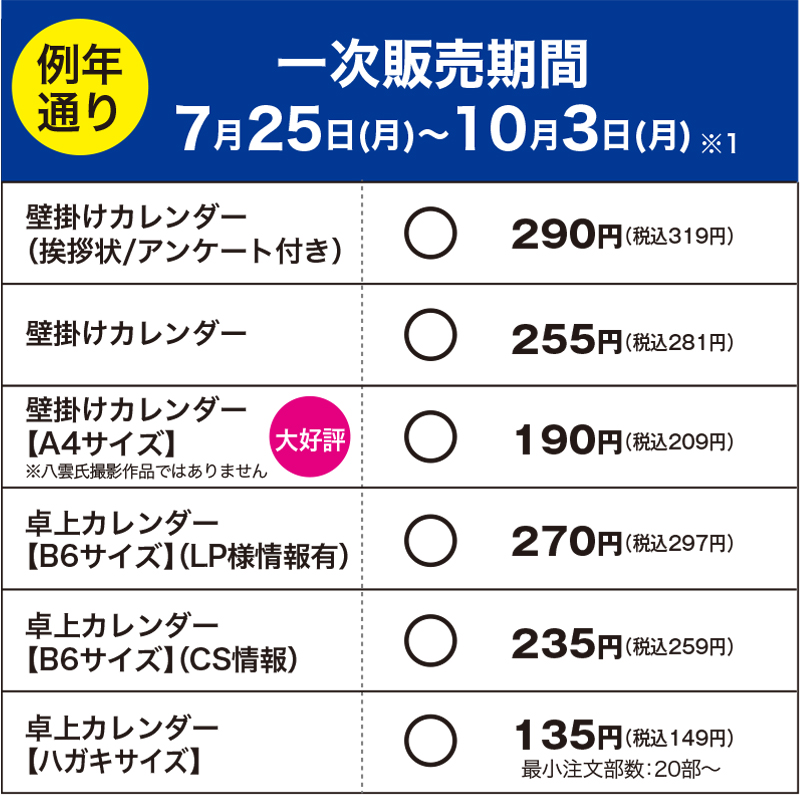 例年
通り
一次販売期間
7月25日(月)～10月3日(月) ※1
壁掛けカレンダー
（挨拶状/アンケート付き）
○ 290円（税込319円）
壁掛けカレンダー
○ 255円（税込281円）
壁掛けカレンダー
【A4サイズ】
※八雲氏撮影作品ではありません
大好評
○ 190円（税込209円）
卓上カレンダー
【B6サイズ】（LP様情報有）
○ 270円（税込297円）
卓上カレンダー
【B6サイズ】（CS情報）
○ 235円（税込259円）
卓上カレンダー
【ハガキサイズ】
○ 135円（税込149円）
最小注文部数：20部～